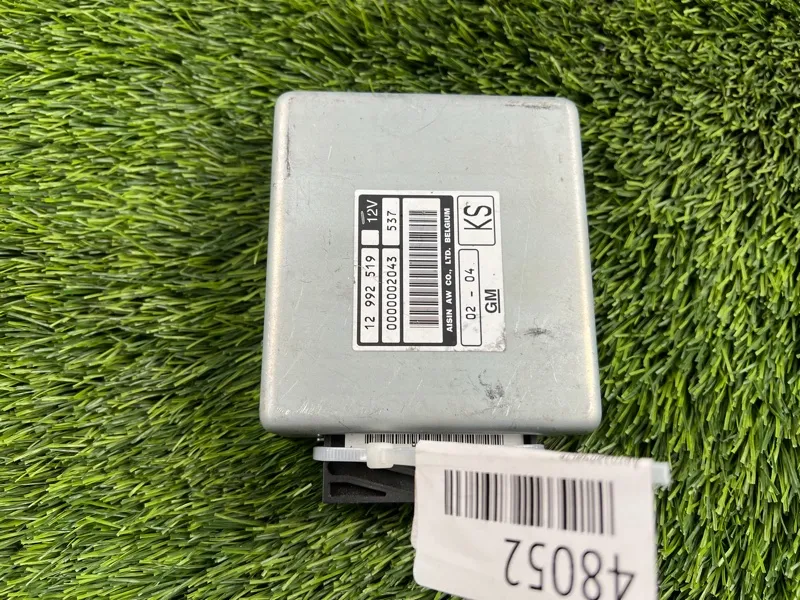 12 992 519 12V
0000002043 537
AISIN AW CO., LTD. BELGIUM
02 - 04
KS
GM
48052